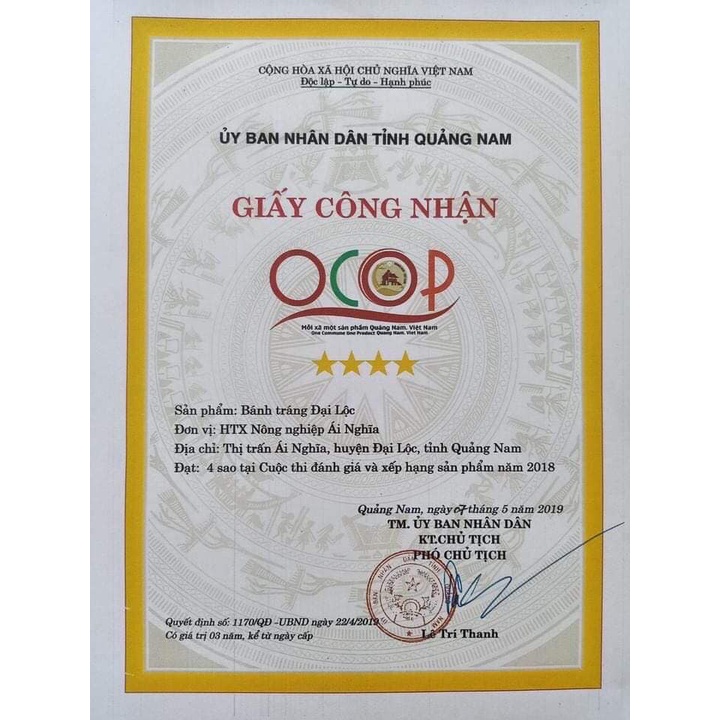 CỘNG HÒA XÃ HỘI CHỦ NGHĨA VIỆT NAM
Độc lập - Tự do - Hạnh phúc
ỦY BAN NHÂN DÂN TỈNH QUẢNG NAM
GIẤY CÔNG NHẬN
OCOP
Mỗi xã một sản phẩm Quảng Nam. Việt Nam
One Commune One Product Quang Nam. Viet Nam
Sản phẩm: Bánh tráng Đại Lộc
Đơn vị: HTX Nông nghiệp Ái Nghĩa
Địa chỉ: Thị trấn Ái Nghĩa, huyện Đại Lộc, tỉnh Quảng Nam
Đạt: 4 sao tại Cuộc thi đánh giá và xếp hạng sản phẩm năm 2018
Quảng Nam, ngày 07 tháng 5 năm 2019
TM. ỦY BAN NHÂN DÂN
KT.CHỦ TỊCH
PHÓ CHỦ TỊCH
Quyết định số: 1170/QĐ -UBND ngày 22/4/2019
Có giá trị 03 năm, kể từ ngày cấp
Lê Trí Thanh